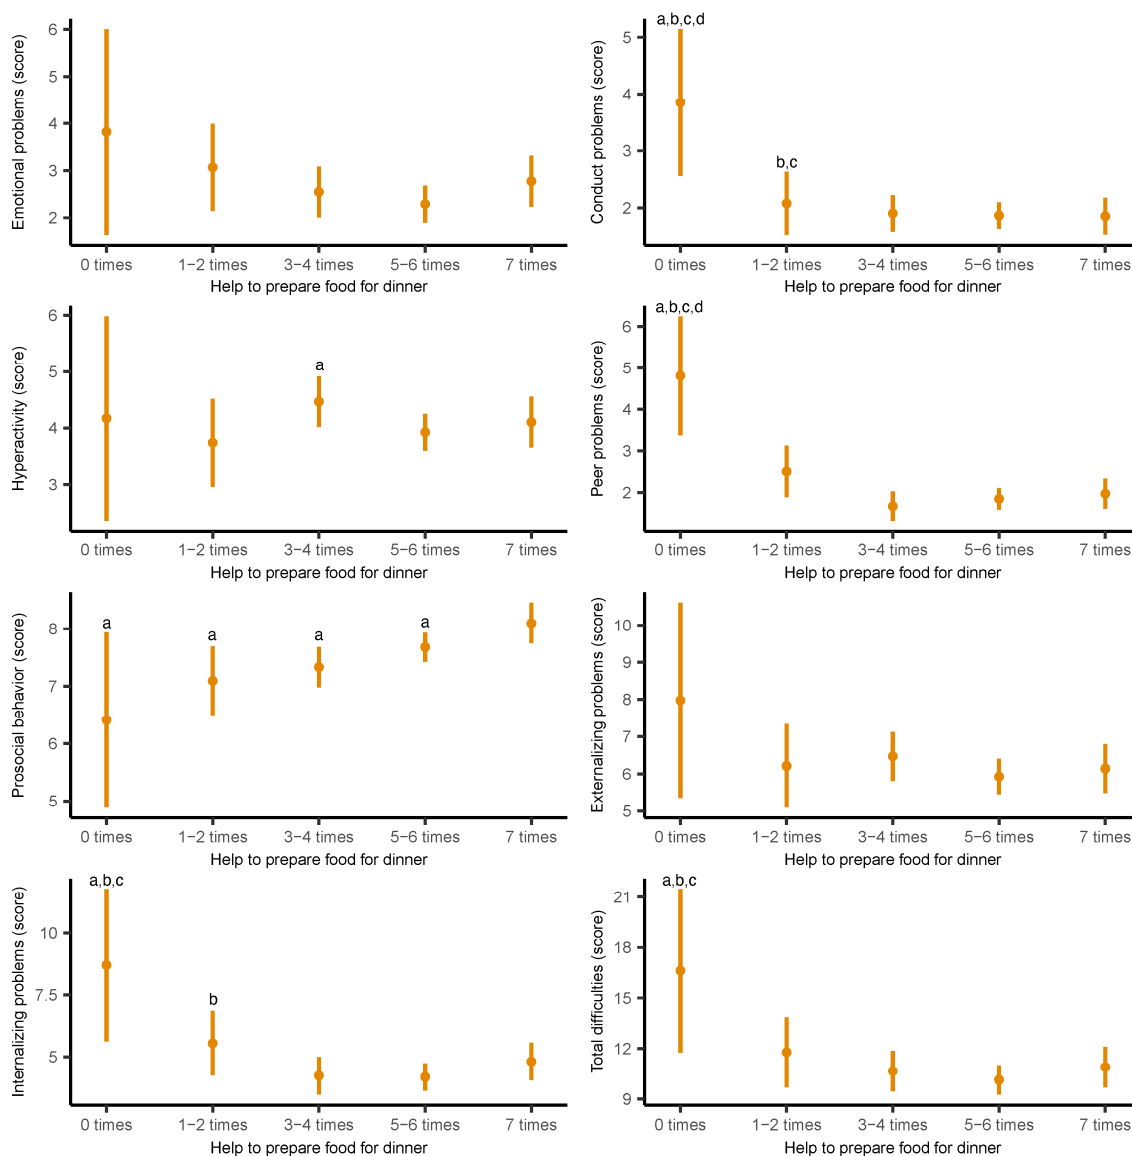 Emotional problems (score)
6
5
4
3
2
0 times 1−2 times 3−4 times 5−6 times 7 times
Help to prepare food for dinner
Conduct problems (score)
a,b,c,d
5
4
3
b,c
2
0 times 1−2 times 3−4 times 5−6 times 7 times
Help to prepare food for dinner
Hyperactivity (score)
6
5
a
4
3
0 times 1−2 times 3−4 times 5−6 times 7 times
Help to prepare food for dinner
Peer problems (score)
a,b,c,d
6
5
4
3
2
0 times 1−2 times 3−4 times 5−6 times 7 times
Help to prepare food for dinner
Prosocial behavior (score)
8
a a a a
7
6
5
0 times 1−2 times 3−4 times 5−6 times 7 times
Help to prepare food for dinner
Externalizing problems (score)
10
9
8
7
6
5
0 times 1−2 times 3−4 times 5−6 times 7 times
Help to prepare food for dinner
Internalizing problems (score)
a,b,c
10
7.5
b
5
0 times 1−2 times 3−4 times 5−6 times 7 times
Help to prepare food for dinner
Total difficulties (score)
a,b,c
21
18
15
12
9
0 times 1−2 times 3−4 times 5−6 times 7 times
Help to prepare food for dinner